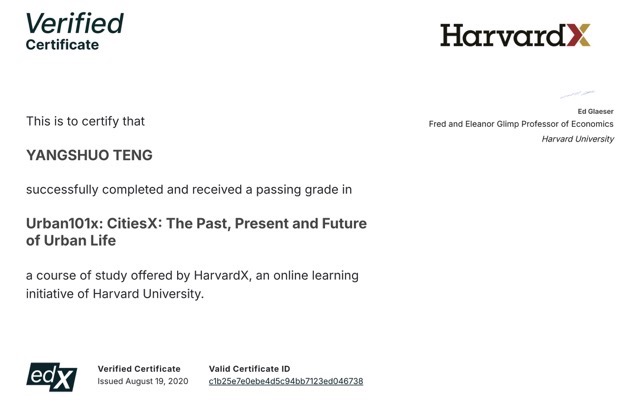 Verified
Certificate
HarvardX
Ed Glaeser
Fred and Eleanor Glimp Professor of Economics
Harvard University
This is to certify that
YANGSHUO TENG
successfully completed and received a passing grade in
Urban101x: CitiesX: The Past, Present and Future
of Urban Life
a course of study offered by HarvardX, an online learning
initiative of Harvard University.
edX
Verified Certificate
Issued August 19, 2020
Valid Certificate ID
c1b25e7e0ebe4d5c94bb7123ed046738